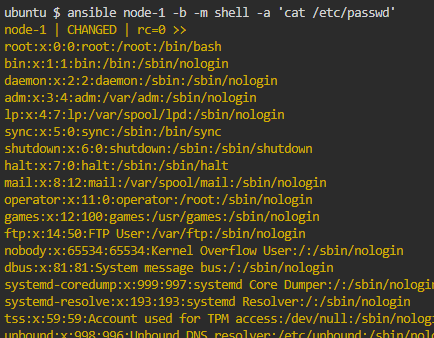 ubuntu $ ansible node-1 -b -m shell -a 'cat /etc/passwd'
node-1 | CHANGED | rc=0 >>
root:x:0:0:root:/root:/bin/bash
bin:x:1:1:bin:/bin:/sbin/nologin
daemon:x:2:2:daemon:/sbin:/sbin/nologin
adm:x:3:4:adm:/var/adm:/sbin/nologin
lp:x:4:7:lp:/var/spool/lpd:/sbin/nologin
sync:x:5:0:sync:/sbin:/bin/sync
shutdown:x:6:0:shutdown:/sbin:/sbin/shutdown
halt:x:7:0:halt:/sbin:/sbin/halt
mail:x:8:12:mail:/var/spool/mail:/sbin/nologin
operator:x:11:0:operator:/root:/sbin/nologin
games:x:12:100:games:/usr/games:/sbin/nologin
ftp:x:14:50:FTP User:/var/ftp:/sbin/nologin
nobody:x:65534:65534:Kernel Overflow User:/:/sbin/nologin
dbus:x:81:81:System message bus:/:/sbin/nologin
systemd-coredump:x:999:997:systemd Core Dumper:/:/sbin/nologin
systemd-resolve:x:193:193:systemd Resolver:/:/sbin/nologin
tss:x:59:59:Account used for TPM access:/dev/null:/sbin/nologin
unbound:x:998:996:Unbound DNS resolver:/etc/unbound:/sbin/nolo